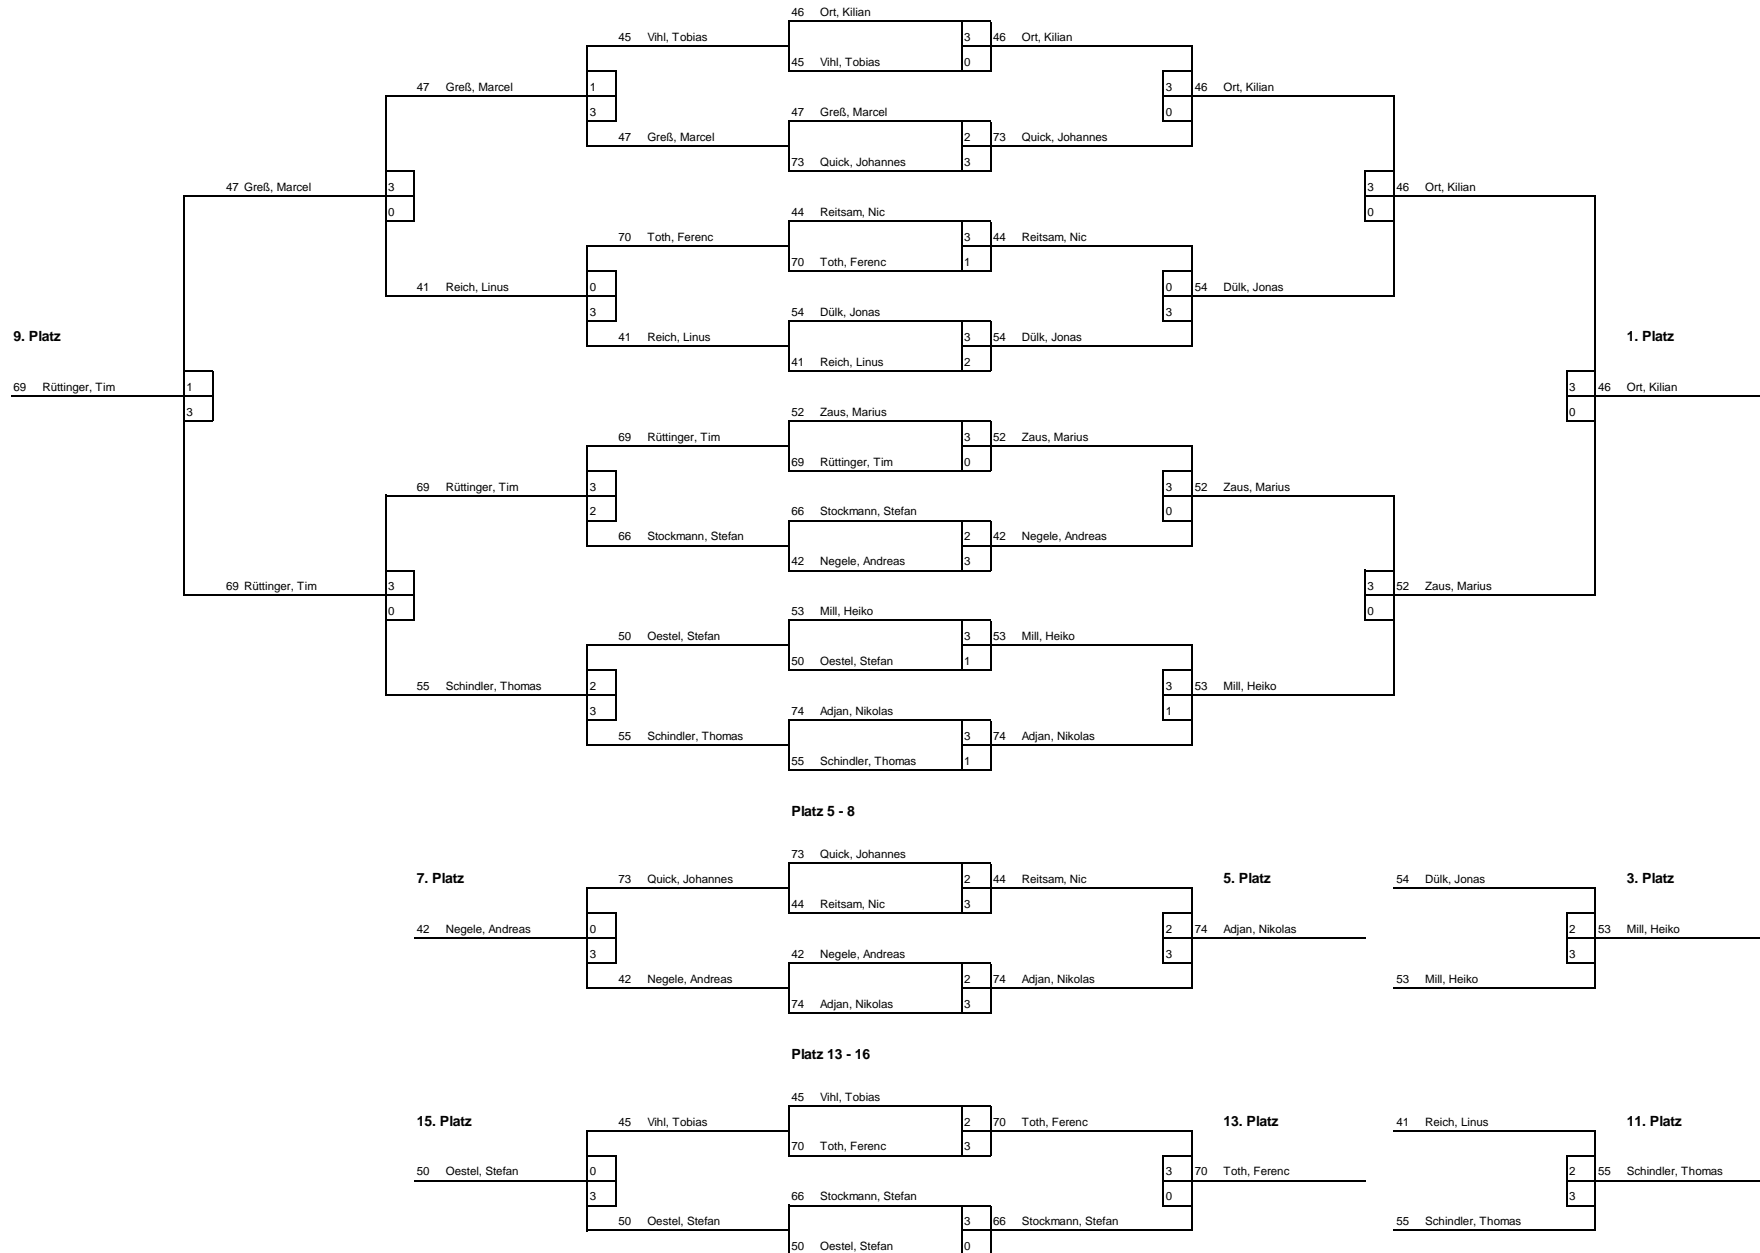 46 Ort, Kilian
45 Vihl, Tobias 3 46 Ort, Kilian
45 Vihl, Tobias 0
47 Greß, Marcel 1 3 46 Ort, Kilian
3 47 Greß, Marcel 0
47 Greß, Marcel 2 73 Quick, Johannes
73 Quick, Johannes 3
47 Greß, Marcel 3 3 46 Ort, Kilian
0 44 Reitsam, Nic 0
70 Toth, Ferenc 3 44 Reitsam, Nic
70 Toth, Ferenc 1
41 Reich, Linus 0 0 54 Dülk, Jonas
3 54 Dülk, Jonas 3
9. Platz 41 Reich, Linus 3 54 Dülk, Jonas 1. Platz
41 Reich, Linus 2
69 Rüttinger, Tim 1 3 46 Ort, Kilian
3 52 Zaus, Marius 0
69 Rüttinger, Tim 3 52 Zaus, Marius
69 Rüttinger, Tim 0
69 Rüttinger, Tim 3 3 52 Zaus, Marius
2 66 Stockmann, Stefan 0
66 Stockmann, Stefan 2 42 Negele, Andreas
42 Negele, Andreas 3
69 Rüttinger, Tim 3 3 52 Zaus, Marius
0 53 Mill, Heiko 0
50 Oestel, Stefan 3 53 Mill, Heiko
50 Oestel, Stefan 1
55 Schindler, Thomas 2 3 53 Mill, Heiko
3 74 Adjan, Nikolas 1
55 Schindler, Thomas 3 74 Adjan, Nikolas
55 Schindler, Thomas 1
Platz 5 - 8
73 Quick, Johannes
7. Platz 73 Quick, Johannes 2 44 Reitsam, Nic 5. Platz 54 Dülk, Jonas 3. Platz
44 Reitsam, Nic 3
42 Negele, Andreas 0 2 74 Adjan, Nikolas 2 53 Mill, Heiko
3 42 Negele, Andreas 3 3
42 Negele, Andreas 2 74 Adjan, Nikolas 53 Mill, Heiko
74 Adjan, Nikolas 3
Platz 13 - 16
45 Vihl, Tobias
15. Platz 45 Vihl, Tobias 2 70 Toth, Ferenc 13. Platz 41 Reich, Linus 11. Platz
70 Toth, Ferenc 3
50 Oestel, Stefan 0 3 70 Toth, Ferenc 2 55 Schindler, Thomas
3 66 Stockmann, Stefan 0 3
50 Oestel, Stefan 3 66 Stockmann, Stefan 55 Schindler, Thomas
50 Oestel, Stefan 0